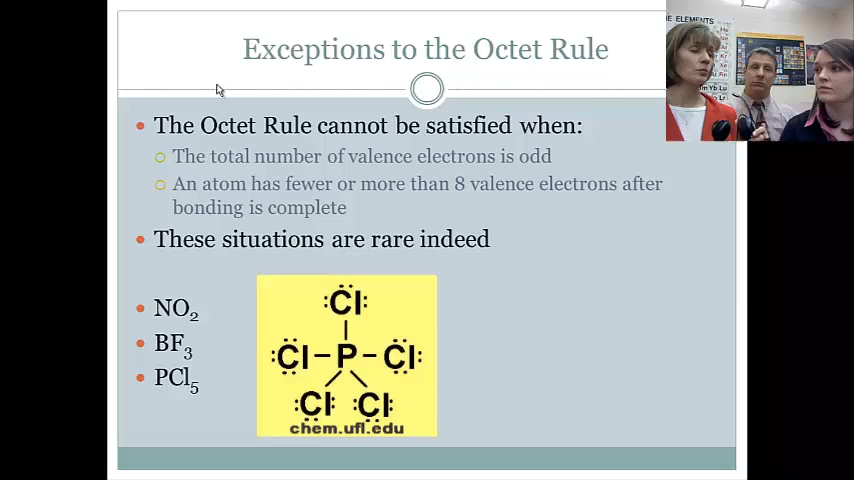 Exceptions to the Octet Rule
The Octet Rule cannot be satisfied when:
The total number of valence electrons is odd
An atom has fewer or more than 8 valence electrons after
bonding is complete
These situations are rare indeed
NO₂
BF₃
PCl₅
Cl
Cl – P – Cl
Cl Cl
chem.ufl.edu
E ELEMENTS